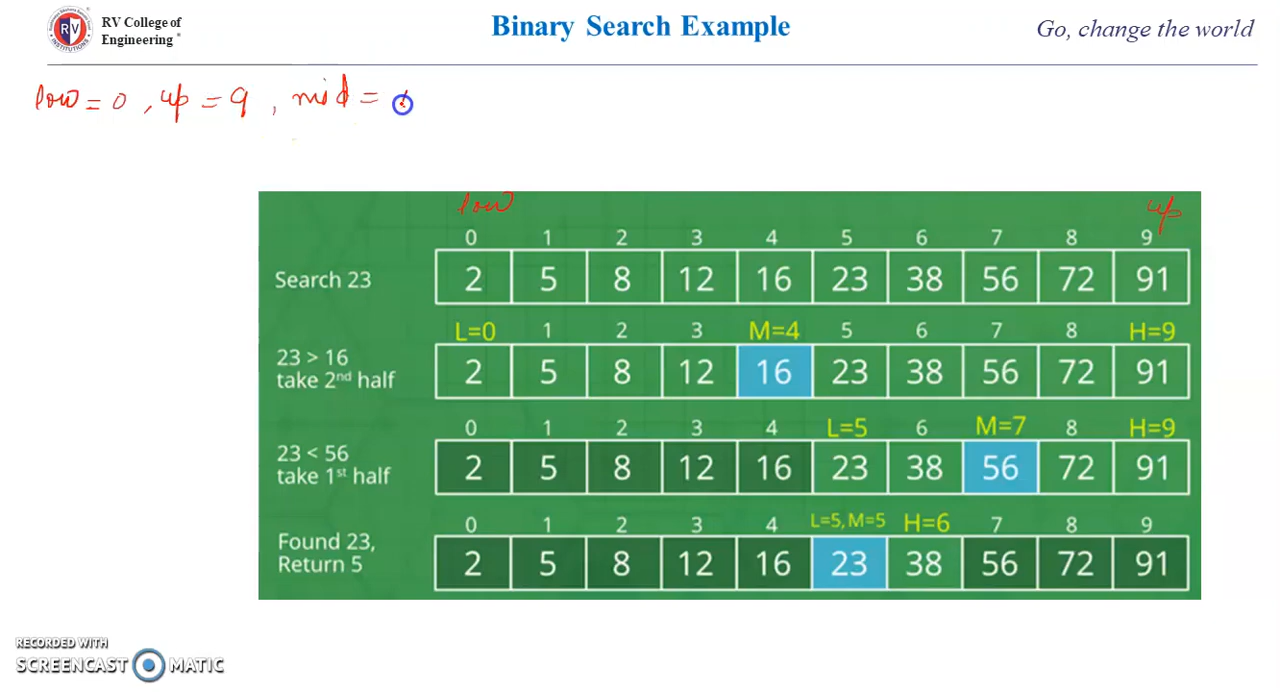 RV College of
Engineering
Binary Search Example
Go, change the world
low = 0, up = 9, mid =
low
up
0 1 2 3 4 5 6 7 8 9
Search 23
2 5 8 12 16 23 38 56 72 91
L=0 1 2 3 M=4 5 6 7 8 H=9
23 > 16
take 2nd half
2 5 8 12 16 23 38 56 72 91
0 1 2 3 4 L=5 6 M=7 8 H=9
23 < 56
take 1st half
2 5 8 12 16 23 38 56 72 91
0 1 2 3 4 L=5, M=5 H=6 7 8 9
Found 23,
Return 5
2 5 8 12 16 23 38 56 72 91
RECORDED WITH
SCREENCAST MATIC